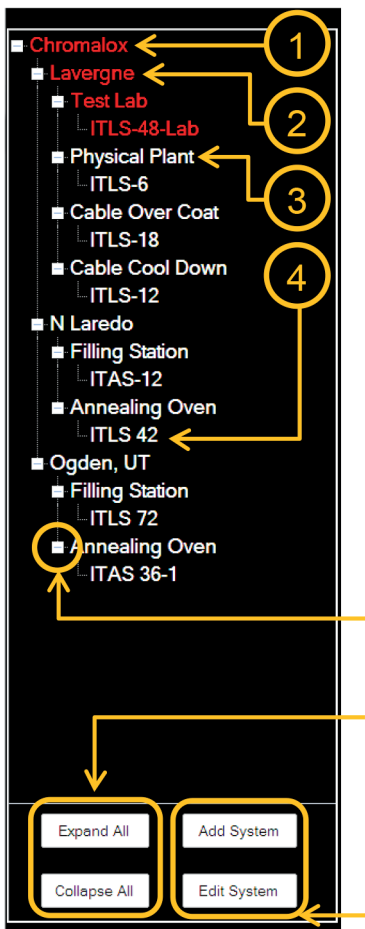 Chromalox
1
Lavergne
2
Test Lab
ITLS-48-Lab
Physical Plant
3
ITLS-6
Cable Over Coat
ITLS-18
Cable Cool Down
4
ITLS-12
N Laredo
Filling Station
ITAS-12
Annealing Oven
ITLS 42
Ogden, UT
Filling Station
ITLS 72
Annealing Oven
ITAS 36-1
Expand All
Add System
Collapse All
Edit System